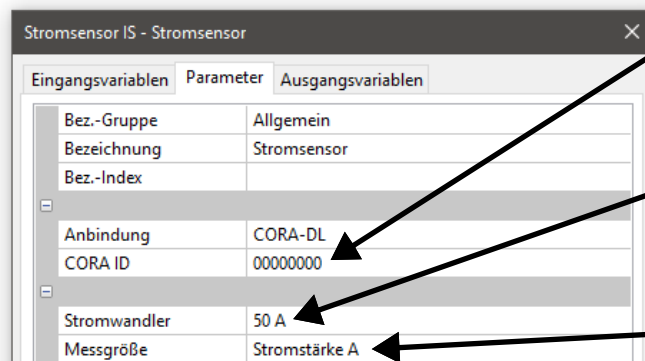 Stromsensor IS - Stromsensor
Eingangsvariablen Parameter Ausgangsvariablen
Bez.-Gruppe Allgemein
Bezeichnung Stromsensor
Bez.-Index
Anbindung CORA-DL
CORA ID 00000000
Stromwandler 50 A
Messgröße Stromstärke A